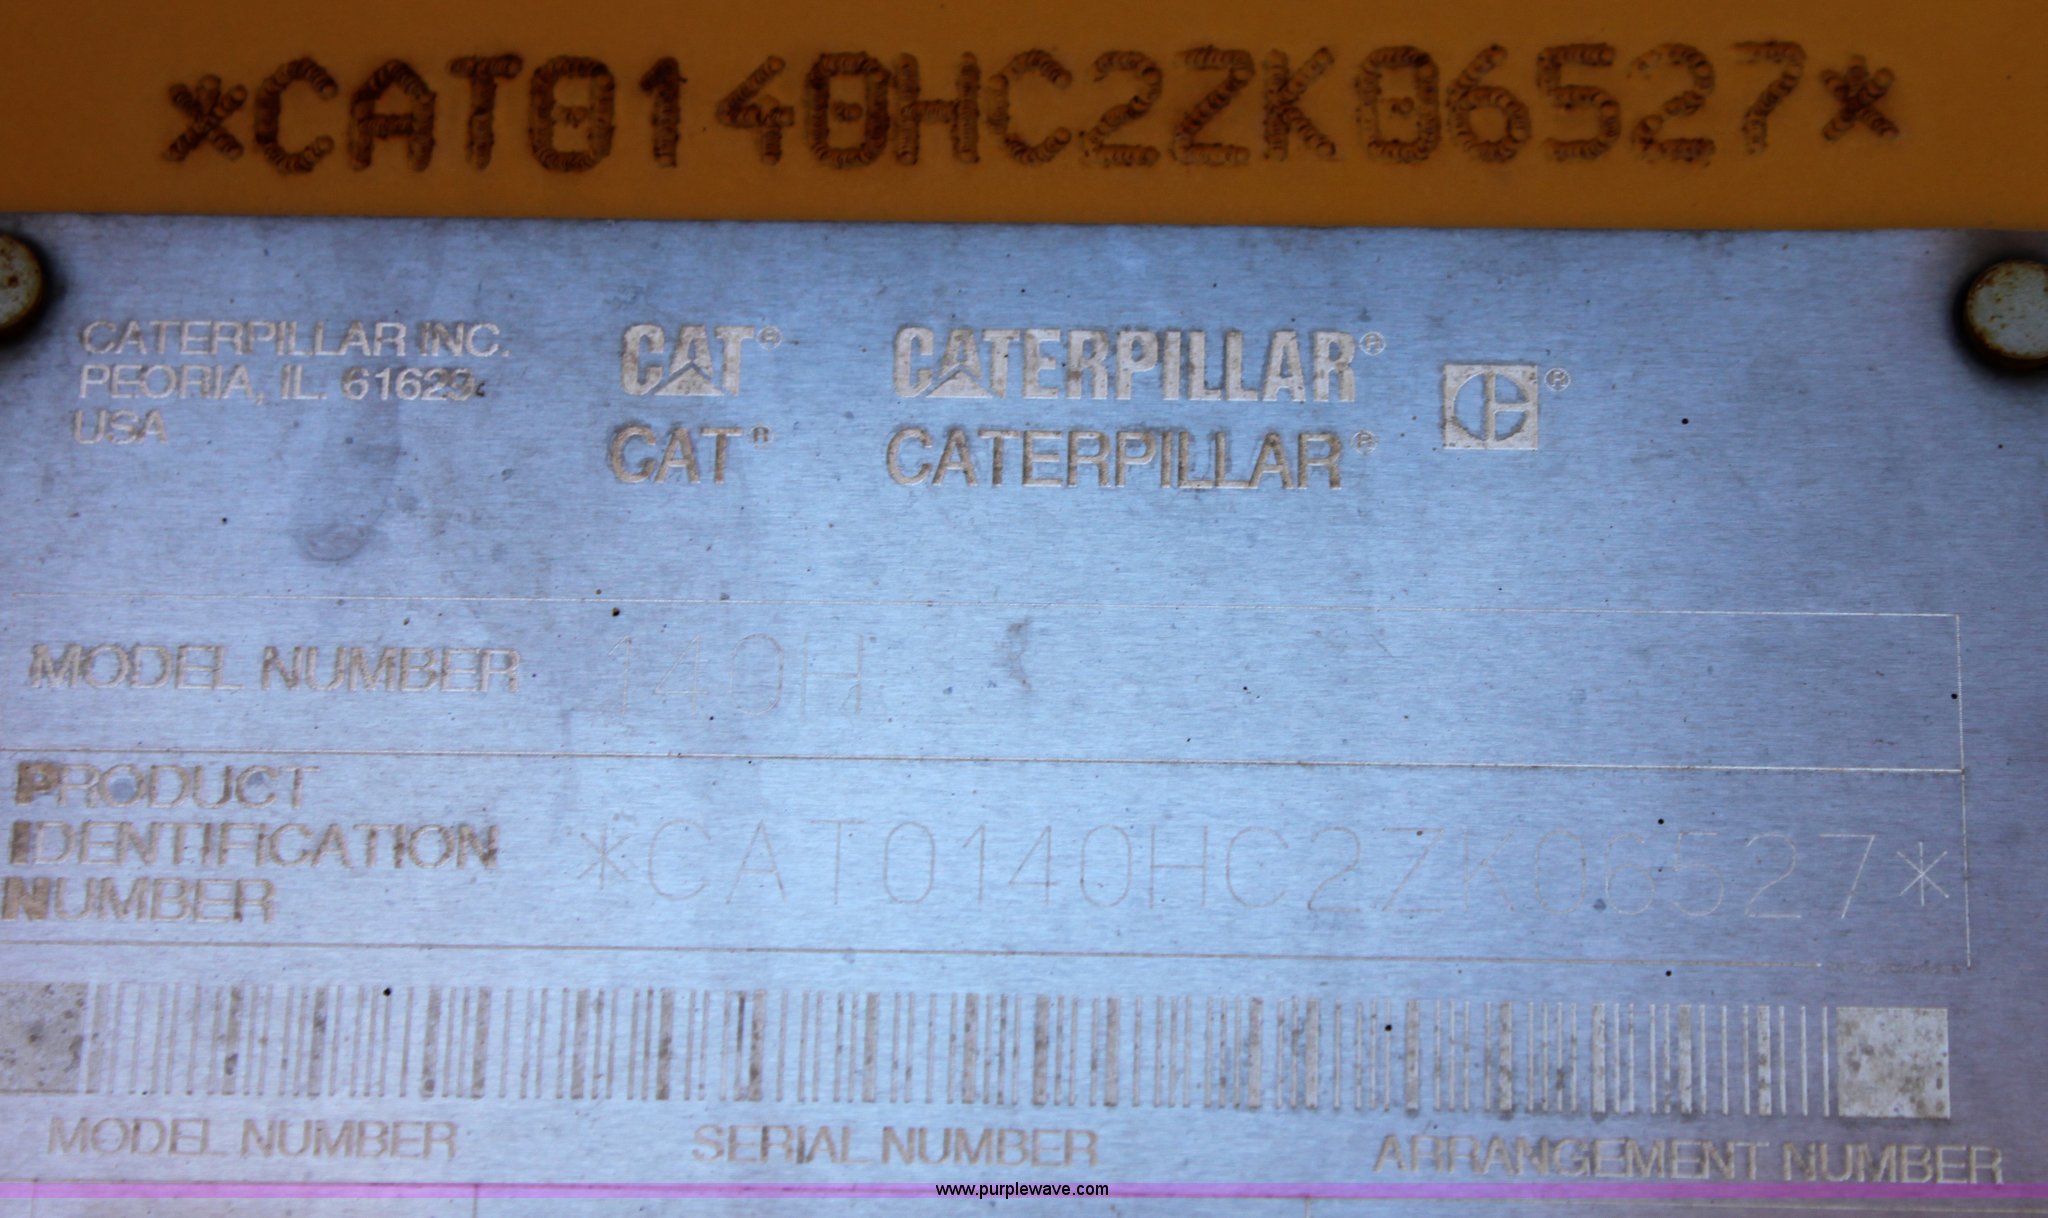 *CAT0140HC2ZK06527*
CATERPILLAR INC.
PEORIA, IL. 61629
USA
CAT® CATERPILLAR®
CAT® CATERPILLAR®
MODEL NUMBER 140H
PRODUCT
IDENTIFICATION
NUMBER
*CAT0140HC2ZK06527*
MODEL NUMBER SERIAL NUMBER ARRANGEMENT NUMBER
www.purplewave.com